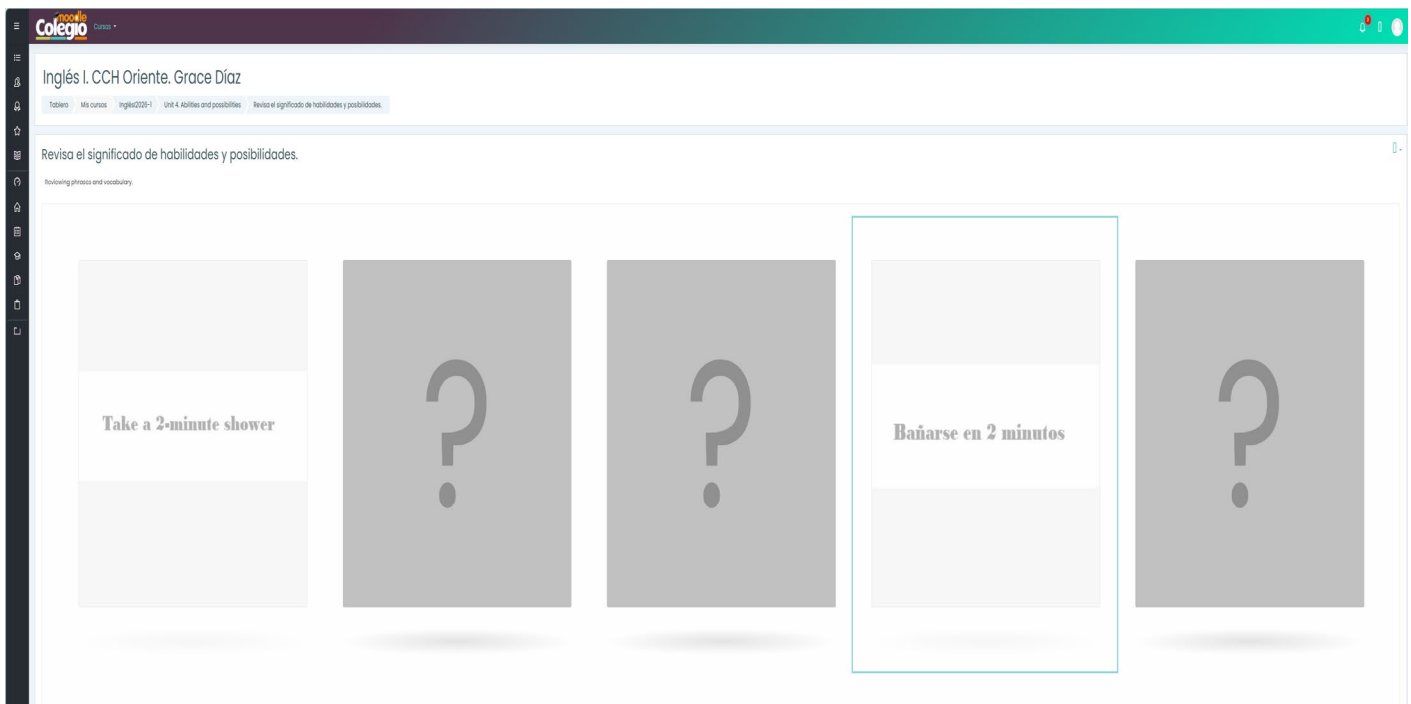 moodle
Colegio
Cursos
Inglés I. CCH Oriente. Grace Díaz
Tablero
Mis cursos
Inglési2026-1
Unit 4. Abilities and possibilities
Revisa el significado de habilidades y posibilidades.
Revisa el significado de habilidades y posibilidades.
Reviewing phrases and vocabulary.
Take a 2-minute shower
?
?
Bañarse en 2 minutos
?